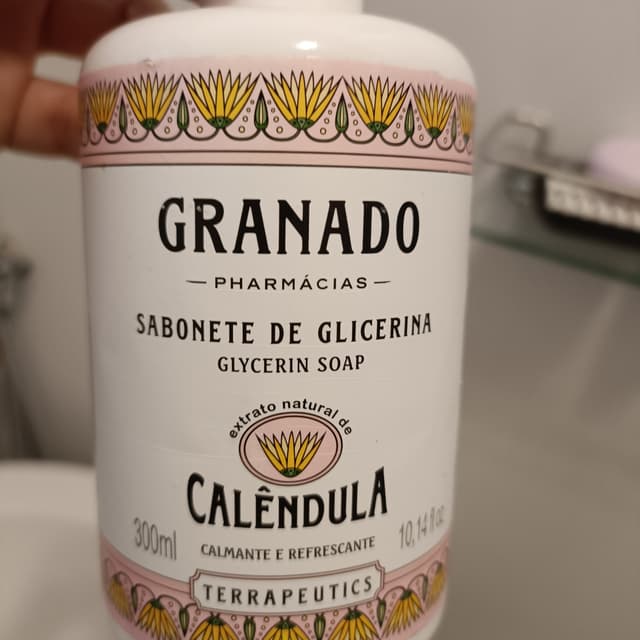 GRANADO
— PHARMÁCIAS —
SABONETE DE GLICERINA
GLYCERIN SOAP
extrato natural de
CALÊNDULA
300ml
10,14 fl oz
CALMANTE E REFRESCANTE
TERRAPEUTICS